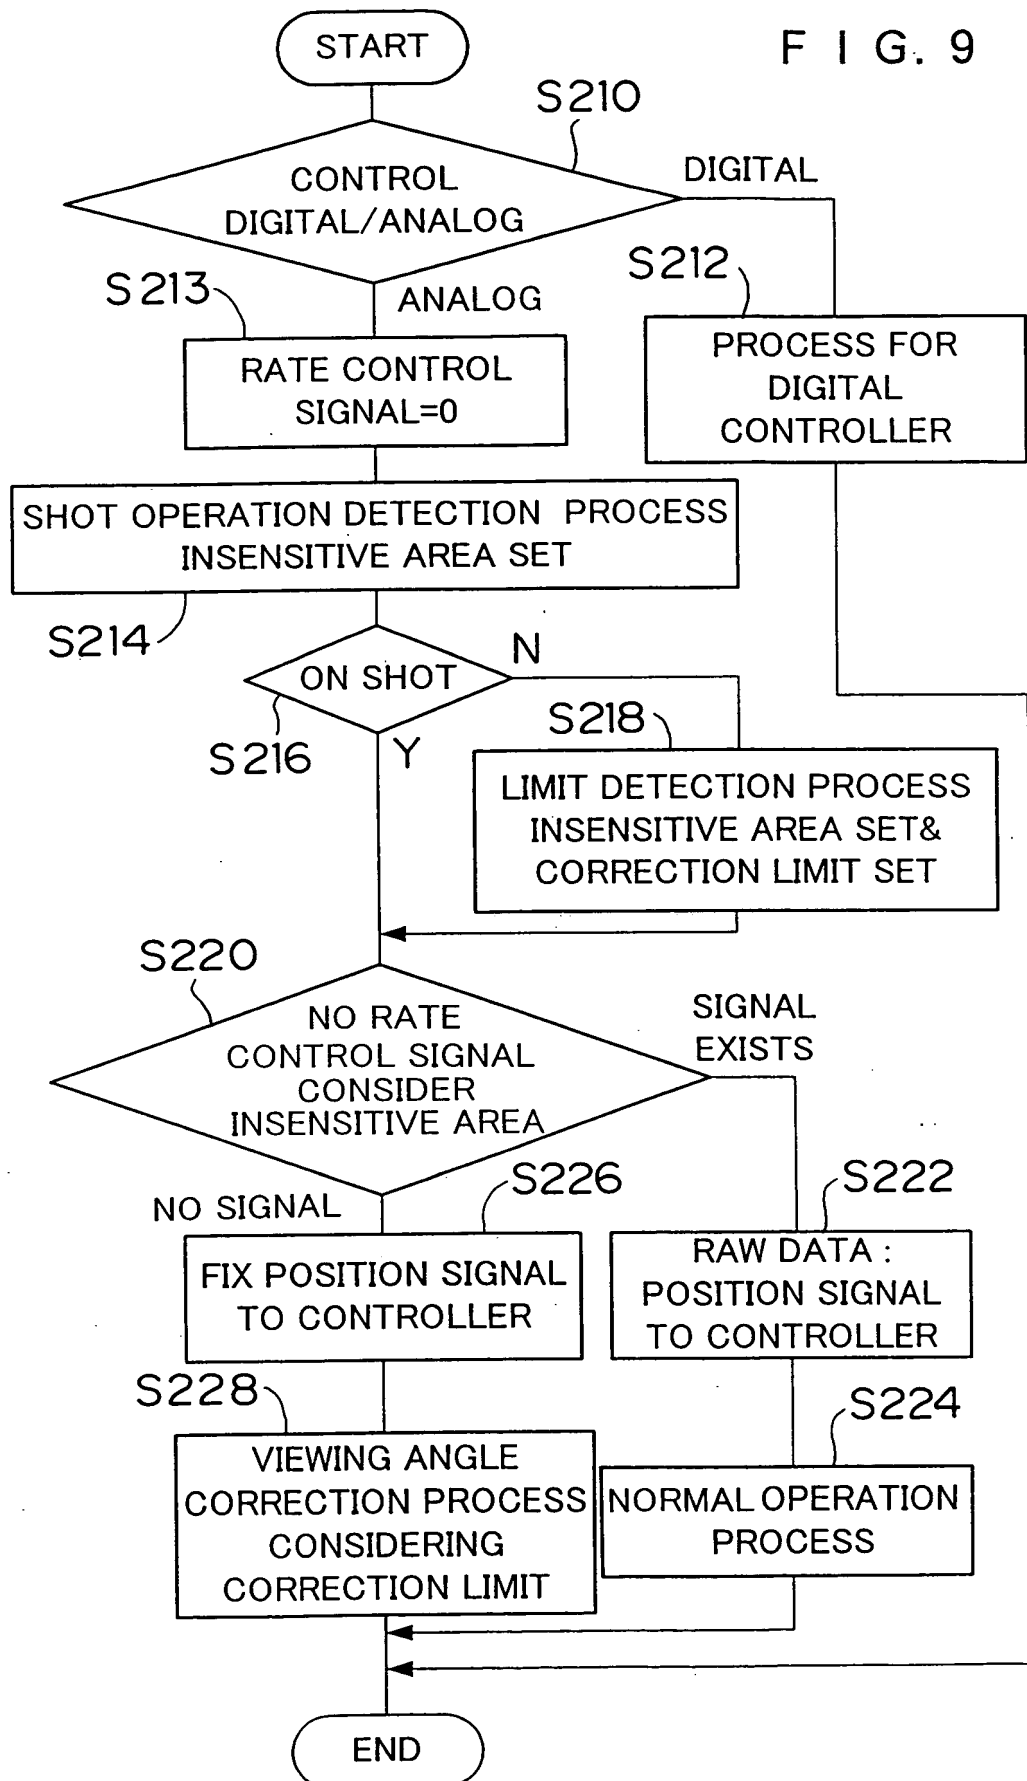 START
F I G. 9
S210
CONTROL
DIGITAL/ANALOG
DIGITAL
S213
ANALOG
S212
RATE CONTROL
SIGNAL=0
PROCESS FOR
DIGITAL
CONTROLLER
SHOT OPERATION DETECTION PROCESS
INSENSITIVE AREA SET
S214
ON SHOT
N
S216
Y
S218
LIMIT DETECTION PROCESS
INSENSITIVE AREA SET&
CORRECTION LIMIT SET
S220
NO RATE
CONTROL SIGNAL
CONSIDER
INSENSITIVE AREA
SIGNAL
EXISTS
NO SIGNAL
S226
S222
FIX POSITION SIGNAL
TO CONTROLLER
RAW DATA :
POSITION SIGNAL
TO CONTROLLER
S228
S224
VIEWING ANGLE
CORRECTION PROCESS
CONSIDERING
CORRECTION LIMIT
NORMAL OPERATION
PROCESS
END